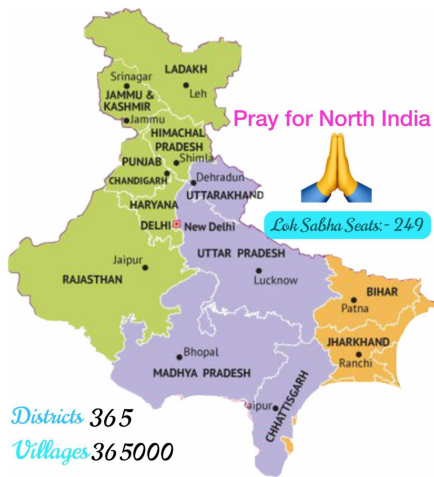 LADAKH
Srinagar
Leh
JAMMU &
KASHMIR
Jammu
Pray for North India
HIMACHAL
PRADESH
PUNJAB
Shimla
CHANDIGARH
Dehradun
UTTARAKHAND
HARYANA
Lok Sabha Seats:- 249
DELHI
New Delhi
UTTAR PRADESH
Jaipur
Lucknow
RAJASTHAN
BIHAR
Patna
JHARKHAND
Ranchi
Bhopal
MADHYA PRADESH
CHHATTISGARH
aipur
Districts 365
Villages 365000